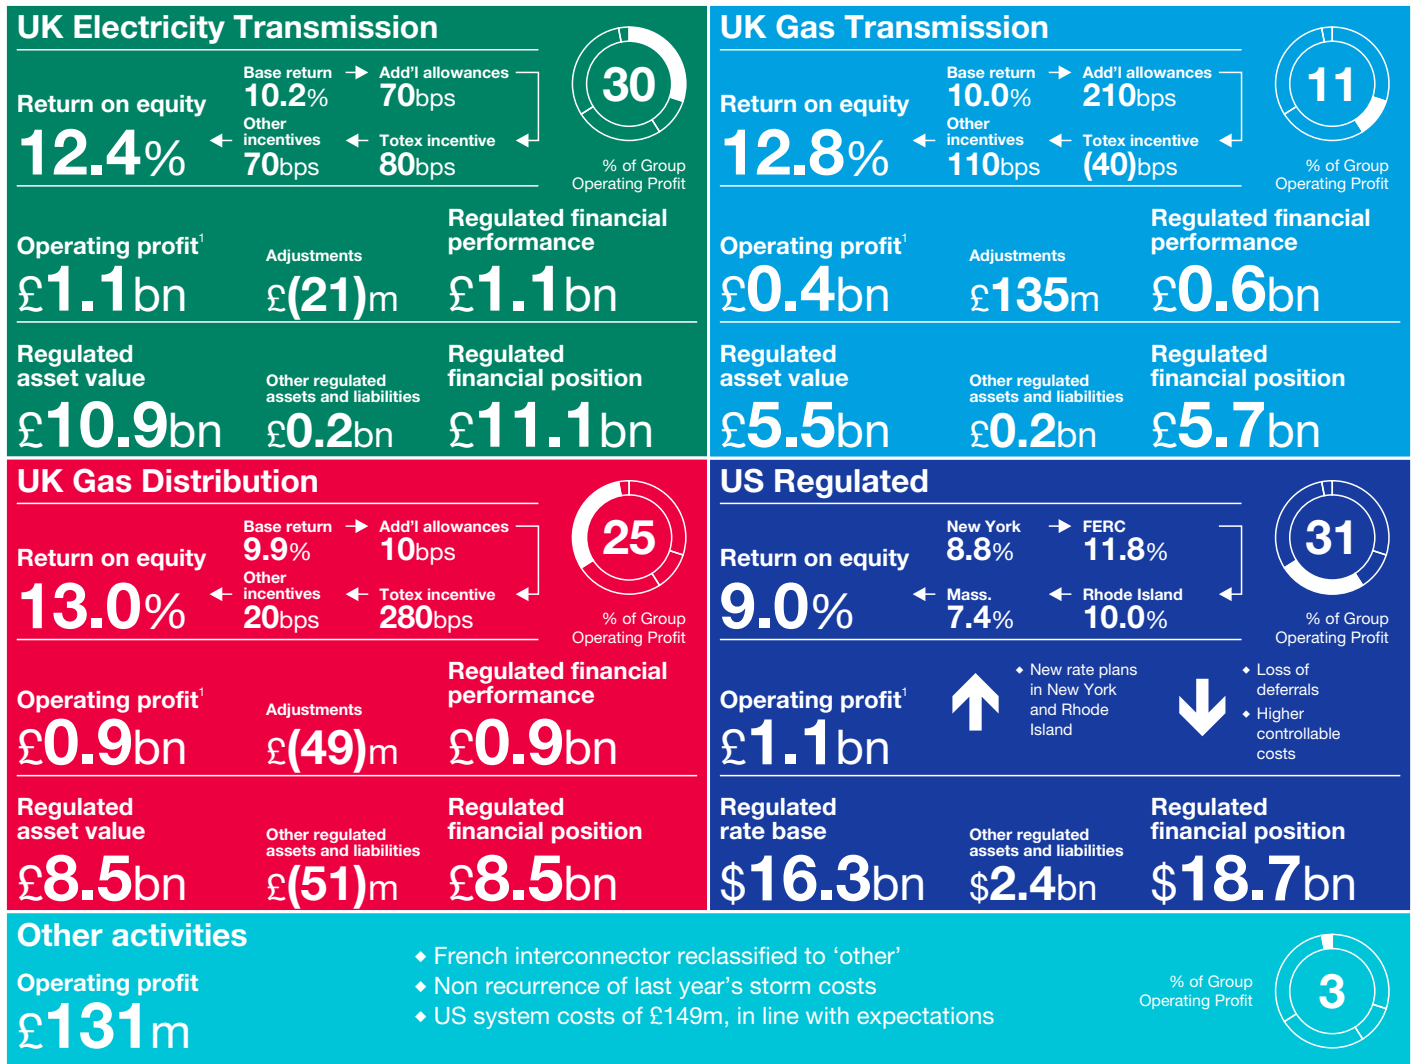 UK Electricity Transmission
Return on equity
12.4%
Base return
10.2%
Add'l allowances
70bps
Other
incentives
70bps
Totex incentive
80bps
30
% of Group
Operating Profit
Operating profit1
£1.1bn
Adjustments
£(21)m
Regulated financial
performance
£1.1bn
Regulated
asset value
£10.9bn
Other regulated
assets and liabilities
£0.2bn
Regulated
financial position
£11.1bn
UK Gas Transmission
Return on equity
12.8%
Base return
10.0%
Add'l allowances
210bps
Other
incentives
110bps
Totex incentive
(40)bps
11
% of Group
Operating Profit
Operating profit1
£0.4bn
Adjustments
£135m
Regulated financial
performance
£0.6bn
Regulated
asset value
£5.5bn
Other regulated
assets and liabilities
£0.2bn
Regulated
financial position
£5.7bn
UK Gas Distribution
Return on equity
13.0%
Base return
9.9%
Add'l allowances
10bps
Other
incentives
20bps
Totex incentive
280bps
25
% of Group
Operating Profit
Operating profit1
£0.9bn
Adjustments
£(49)m
Regulated financial
performance
£0.9bn
Regulated
asset value
£8.5bn
Other regulated
assets and liabilities
£(51)m
Regulated
financial position
£8.5bn
US Regulated
Return on equity
9.0%
New York
8.8%
FERC
11.8%
Mass.
7.4%
Rhode Island
10.0%
31
% of Group
Operating Profit
Operating profit1
£1.1bn
◆ New rate plans
in New York
and Rhode
Island
◆ Loss of
deferrals
◆ Higher
controllable
costs
Regulated
rate base
$16.3bn
Other regulated
assets and liabilities
$2.4bn
Regulated
financial position
$18.7bn
Other activities
Operating profit
£131m
◆ French interconnector reclassified to 'other'
◆ Non recurrence of last year's storm costs
◆ US system costs of £149m, in line with expectations
% of Group
Operating Profit
3